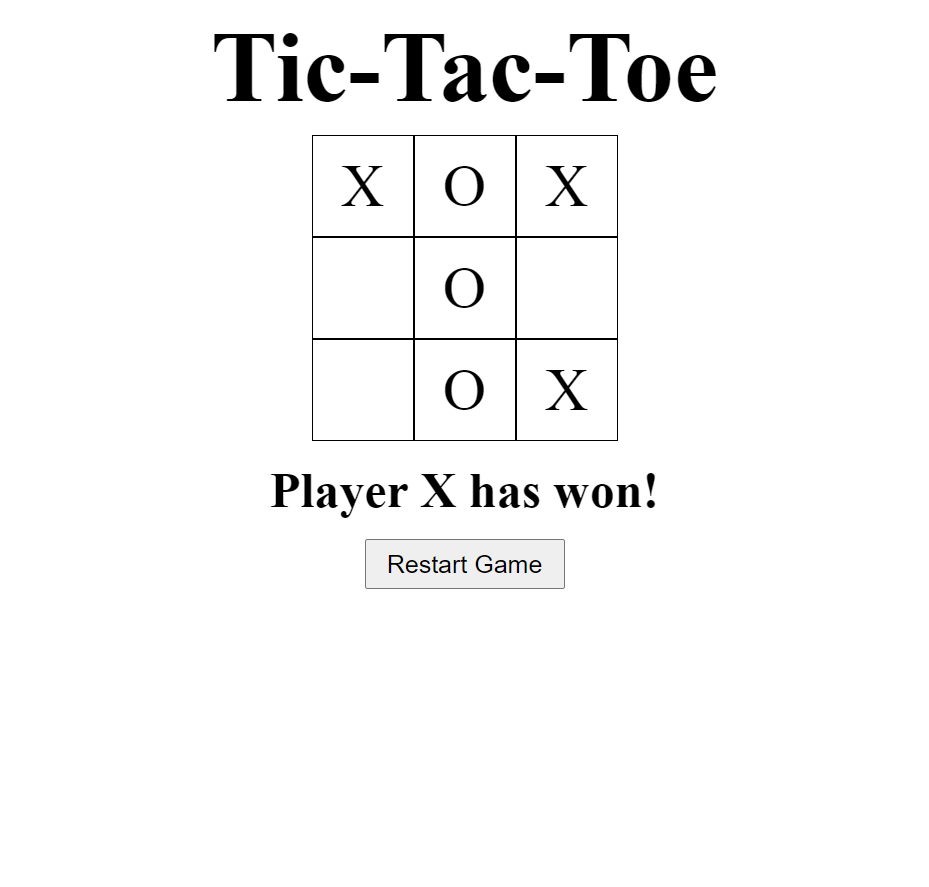 Tic-Tac-Toe
X O X
O
O X
Player X has won!
Restart Game